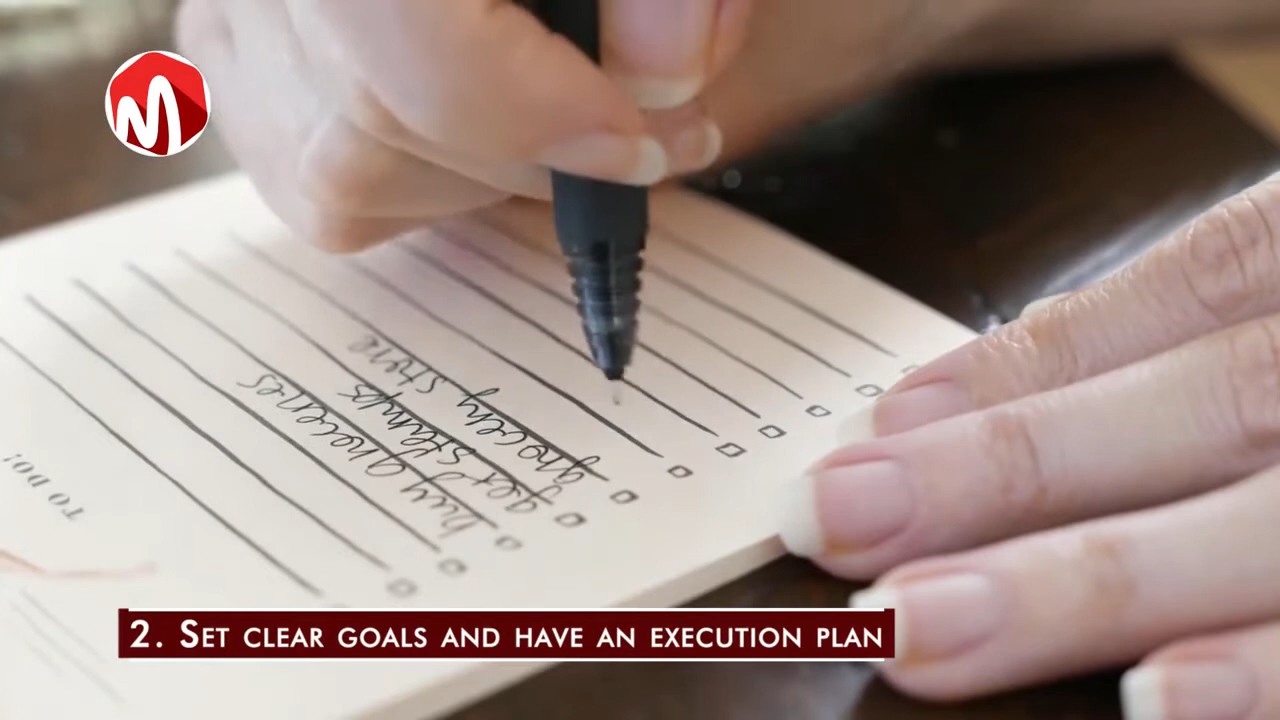 TO DO!
buy groceries
get stamps
grocery store
2. SET CLEAR GOALS AND HAVE AN EXECUTION PLAN